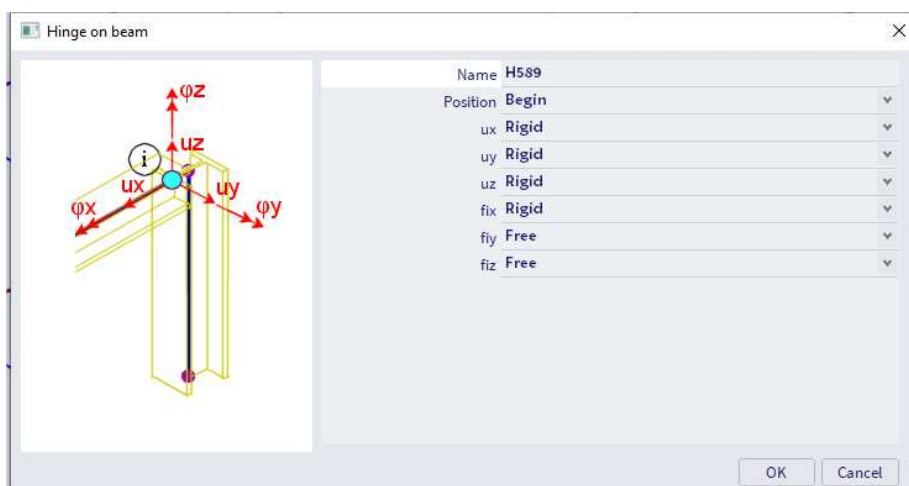 Hinge on beam
φz
uz
i
ux
uy
φx
φy
Name H589
Position Begin
ux Rigid
uy Rigid
uz Rigid
fix Rigid
fiy Free
fiz Free
OK Cancel